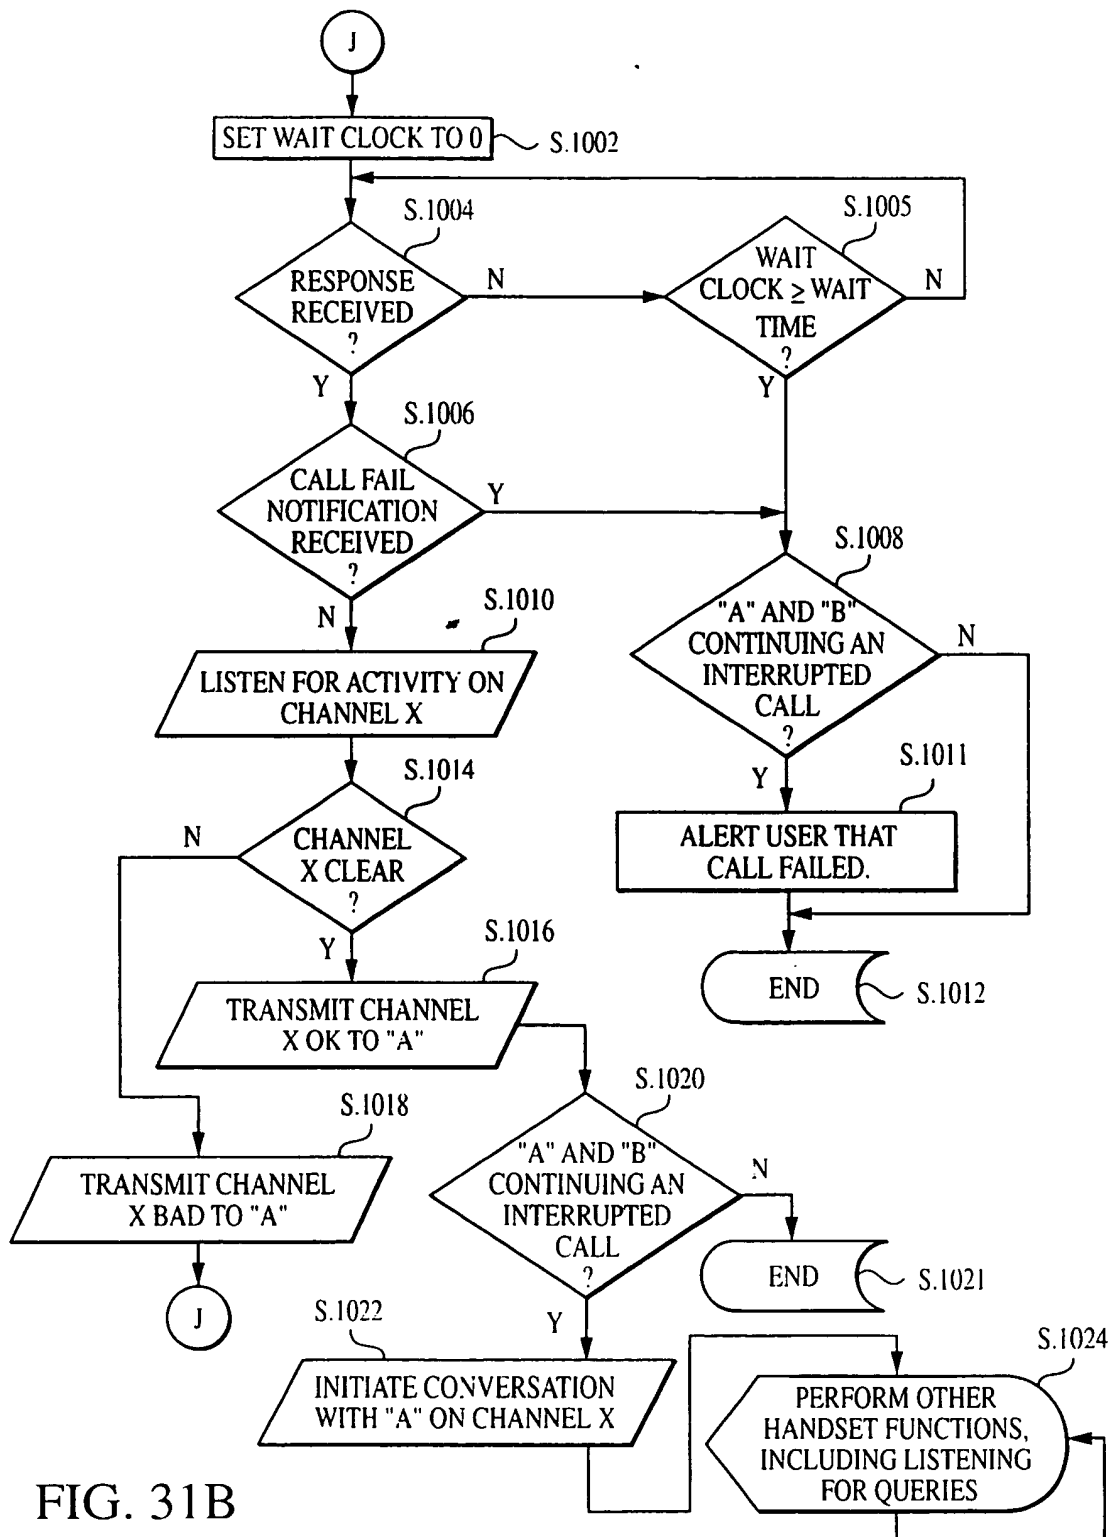 J
SET WAIT CLOCK TO 0
S.1002
S.1004
RESPONSE
RECEIVED
?
N
Y
S.1005
WAIT
CLOCK ≥ WAIT
TIME
?
N
Y
S.1006
CALL FAIL
NOTIFICATION
RECEIVED
?
Y
N
S.1008
"A" AND "B"
CONTINUING AN
INTERRUPTED
CALL
?
N
Y
S.1010
LISTEN FOR ACTIVITY ON
CHANNEL X
S.1011
ALERT USER THAT
CALL FAILED.
END
S.1012
S.1014
CHANNEL
X CLEAR
?
N
Y
S.1016
TRANSMIT CHANNEL
X OK TO "A"
S.1018
TRANSMIT CHANNEL
X BAD TO "A"
J
S.1020
"A" AND "B"
CONTINUING AN
INTERRUPTED
CALL
?
N
Y
END
S.1021
S.1022
INITIATE CONVERSATION
WITH "A" ON CHANNEL X
S.1024
PERFORM OTHER
HANDSET FUNCTIONS,
INCLUDING LISTENING
FOR QUERIES
FIG. 31B